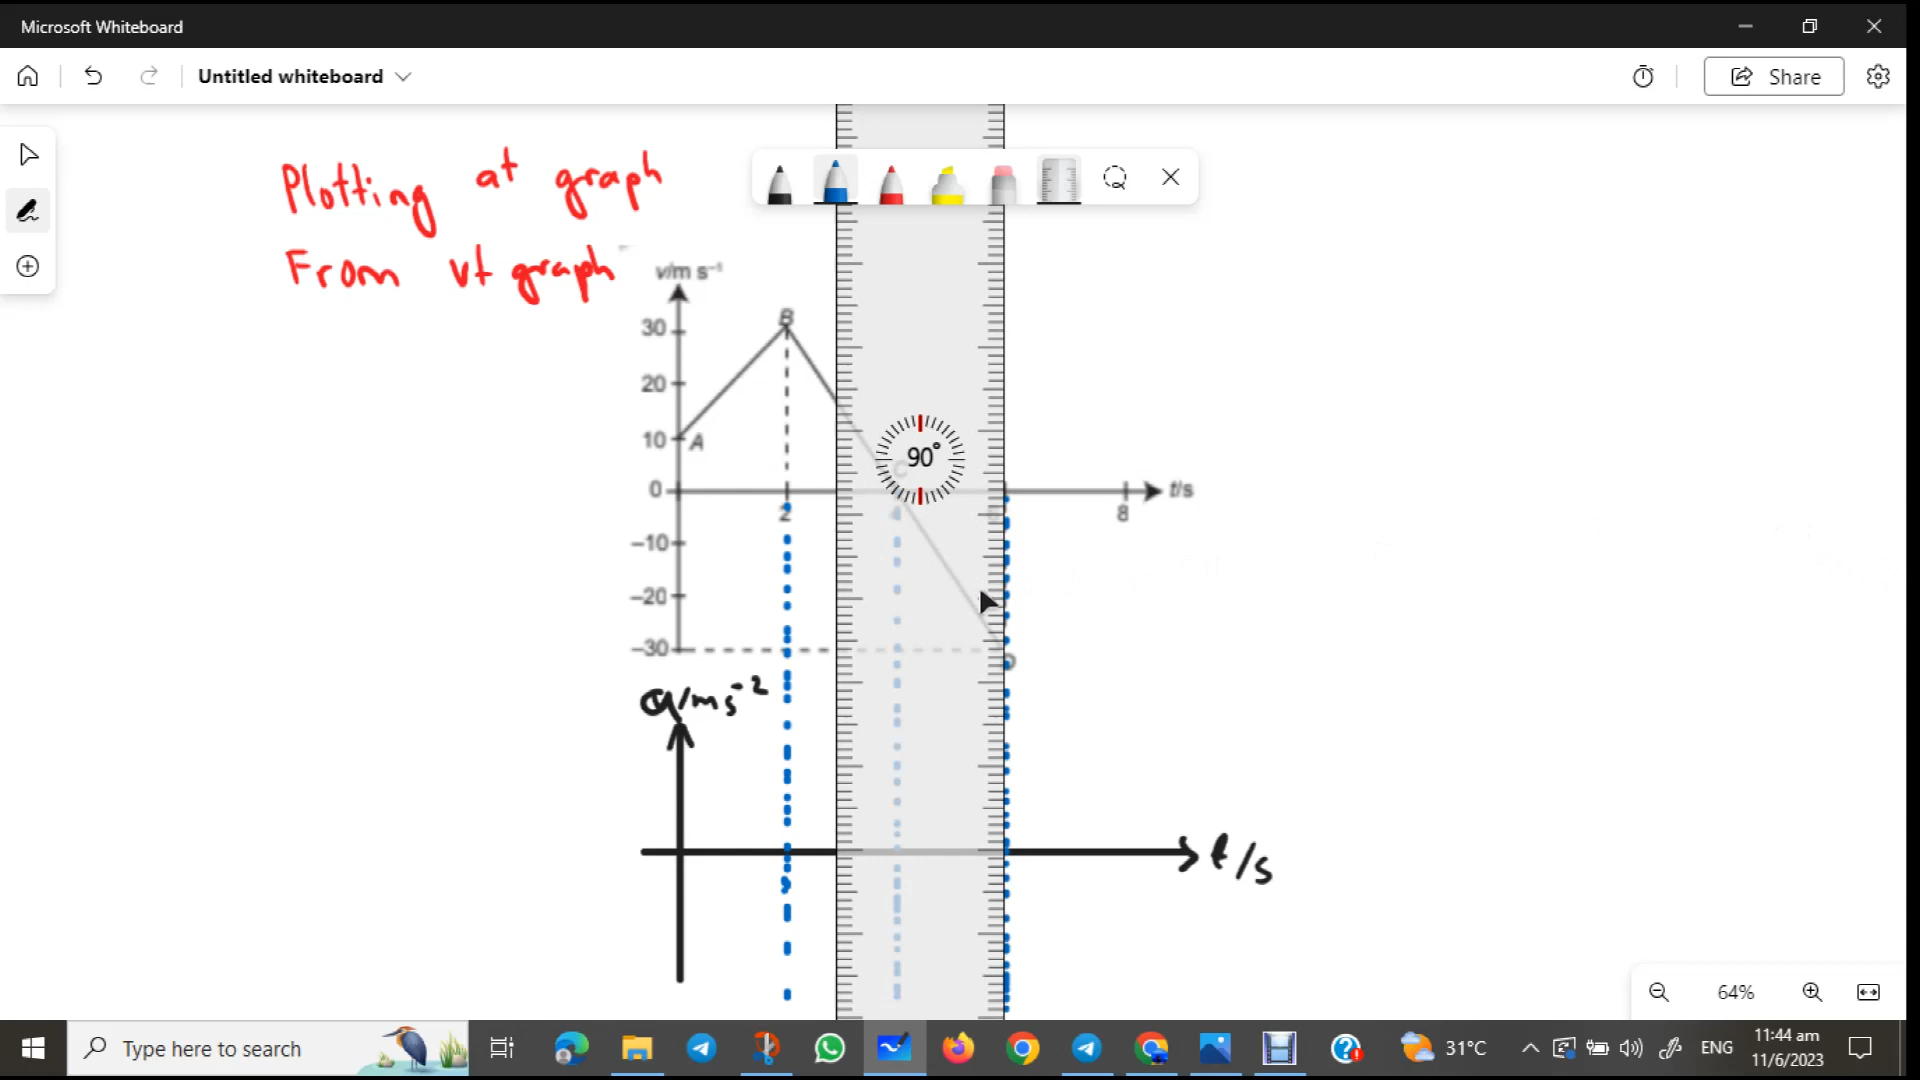 Microsoft Whiteboard
Untitled whiteboard
Share
Plotting at graph
From vt graph
v/m s⁻¹
B
30
20
10
A
90°
C
0
t/s
2
4
6
8
–10
–20
–30
D
a/ms⁻²
t/s
64%
Type here to search
31°C
ENG
11:44 am
11/6/2023